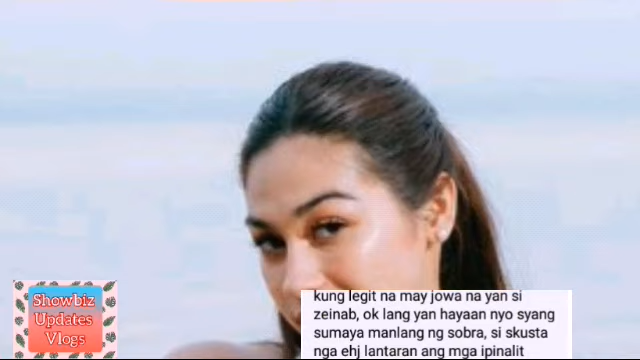 kung legit na may jowa na yan si
zeinab, ok lang yan hayaan nyo syang
sumaya manlang ng sobra, si skusta
nga ehj lantaran ang mga ipinalit
Showbiz
Updates
Vlogs